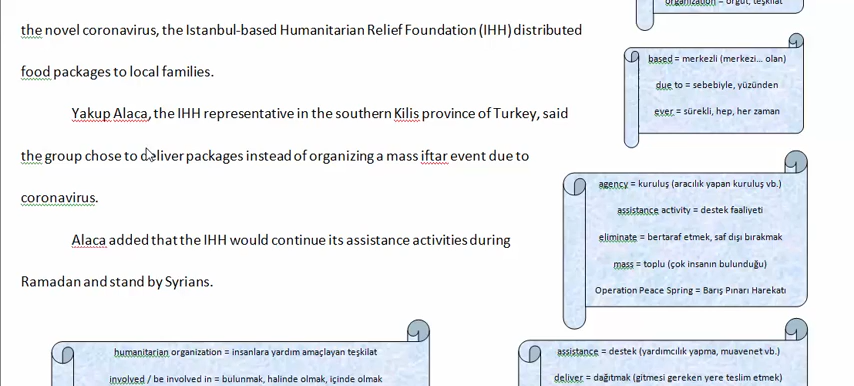 organization = örgüt, teşkilat
the novel coronavirus, the Istanbul-based Humanitarian Relief Foundation (IHH) distributed
food packages to local families.
based = merkezli (merkezi... olan)
due to = sebebiyle, yüzünden
ever = sürekli, hep, her zaman
Yakup Alaca, the IHH representative in the southern Kilis province of Turkey, said
the group chose to deliver packages instead of organizing a mass iftar event due to
coronavirus.
agency = kuruluş (aracılık yapan kuruluş vb.)
assistance activity = destek faaliyeti
eliminate = bertaraf etmek, saf dışı bırakmak
mass = toplu (çok insanın bulunduğu)
Operation Peace Spring = Barış Pınarı Harekatı
Alaca added that the IHH would continue its assistance activities during
Ramadan and stand by Syrians.
humanitarian organization = insanlara yardım amaçlayan teşkilat
involved / be involved in = bulunmak, halinde olmak, içinde olmak
assistance = destek (yardımcılık yapma, muavenet vb.)
deliver = dağıtmak (gitmesi gereken yere teslim etmek)